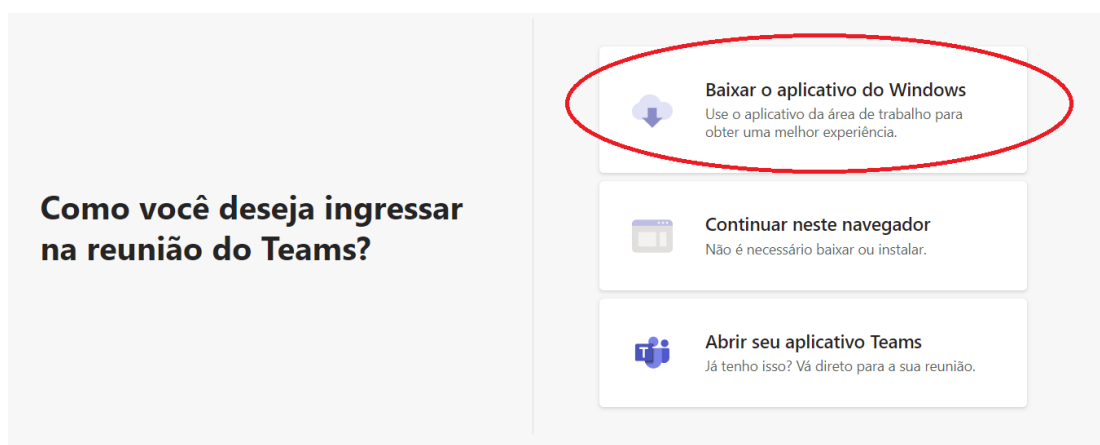 Como você deseja ingressar
na reunião do Teams?
Baixar o aplicativo do Windows
Use o aplicativo da área de trabalho para
obter uma melhor experiência.
Continuar neste navegador
Não é necessário baixar ou instalar.
T
Abrir seu aplicativo Teams
Já tenho isso? Vá direto para a sua reunião.